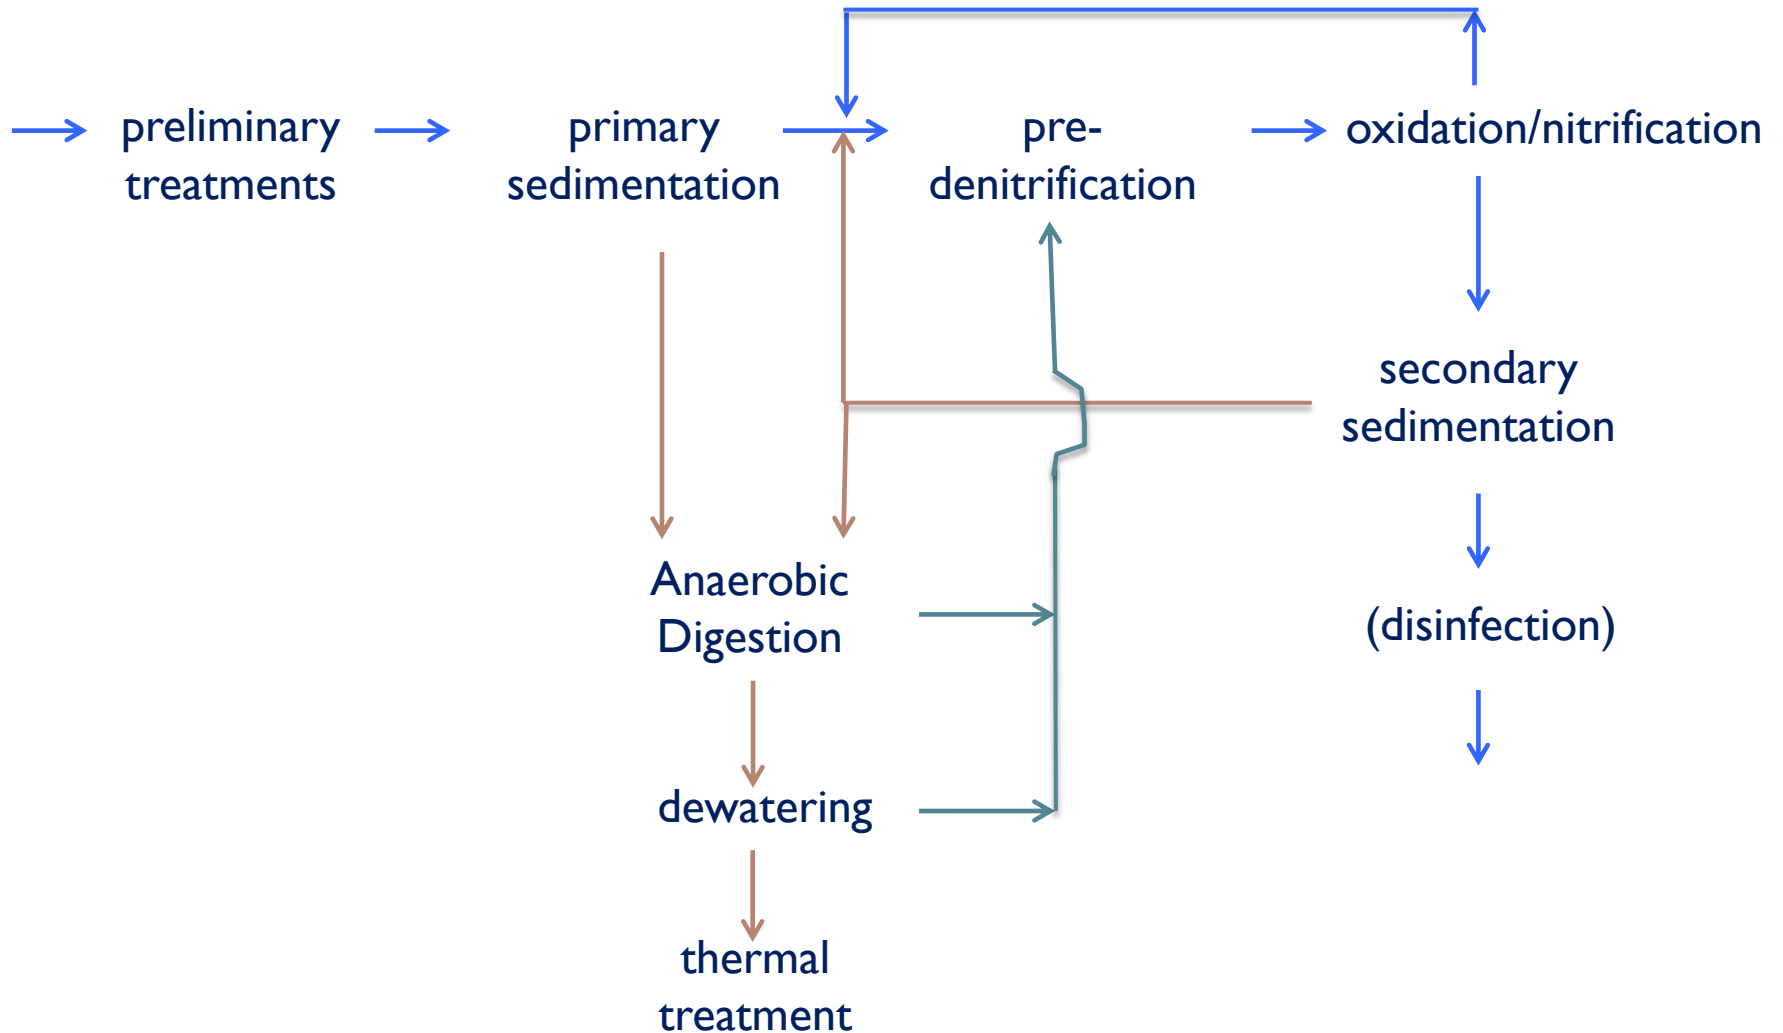 preliminary
treatments
primary
sedimentation
pre-
denitrification
oxidation/nitrification
secondary
sedimentation
Anaerobic
Digestion
(disinfection)
dewatering
thermal
treatment